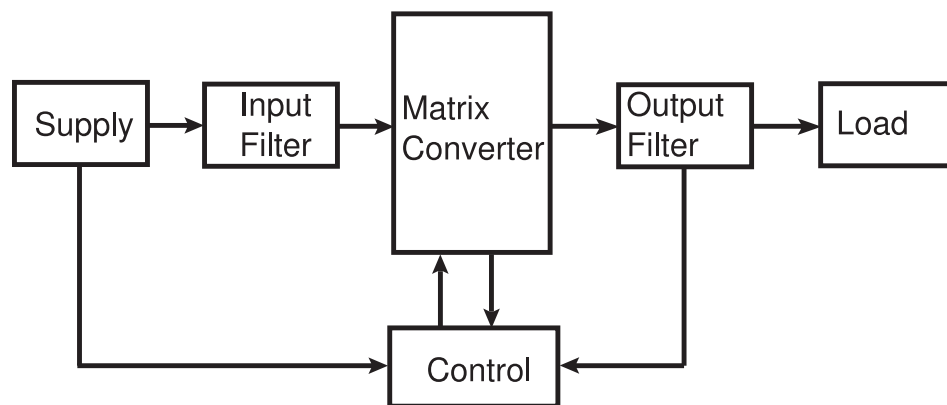 Supply
Input
Filter
Matrix
Converter
Output
Filter
Load
Control